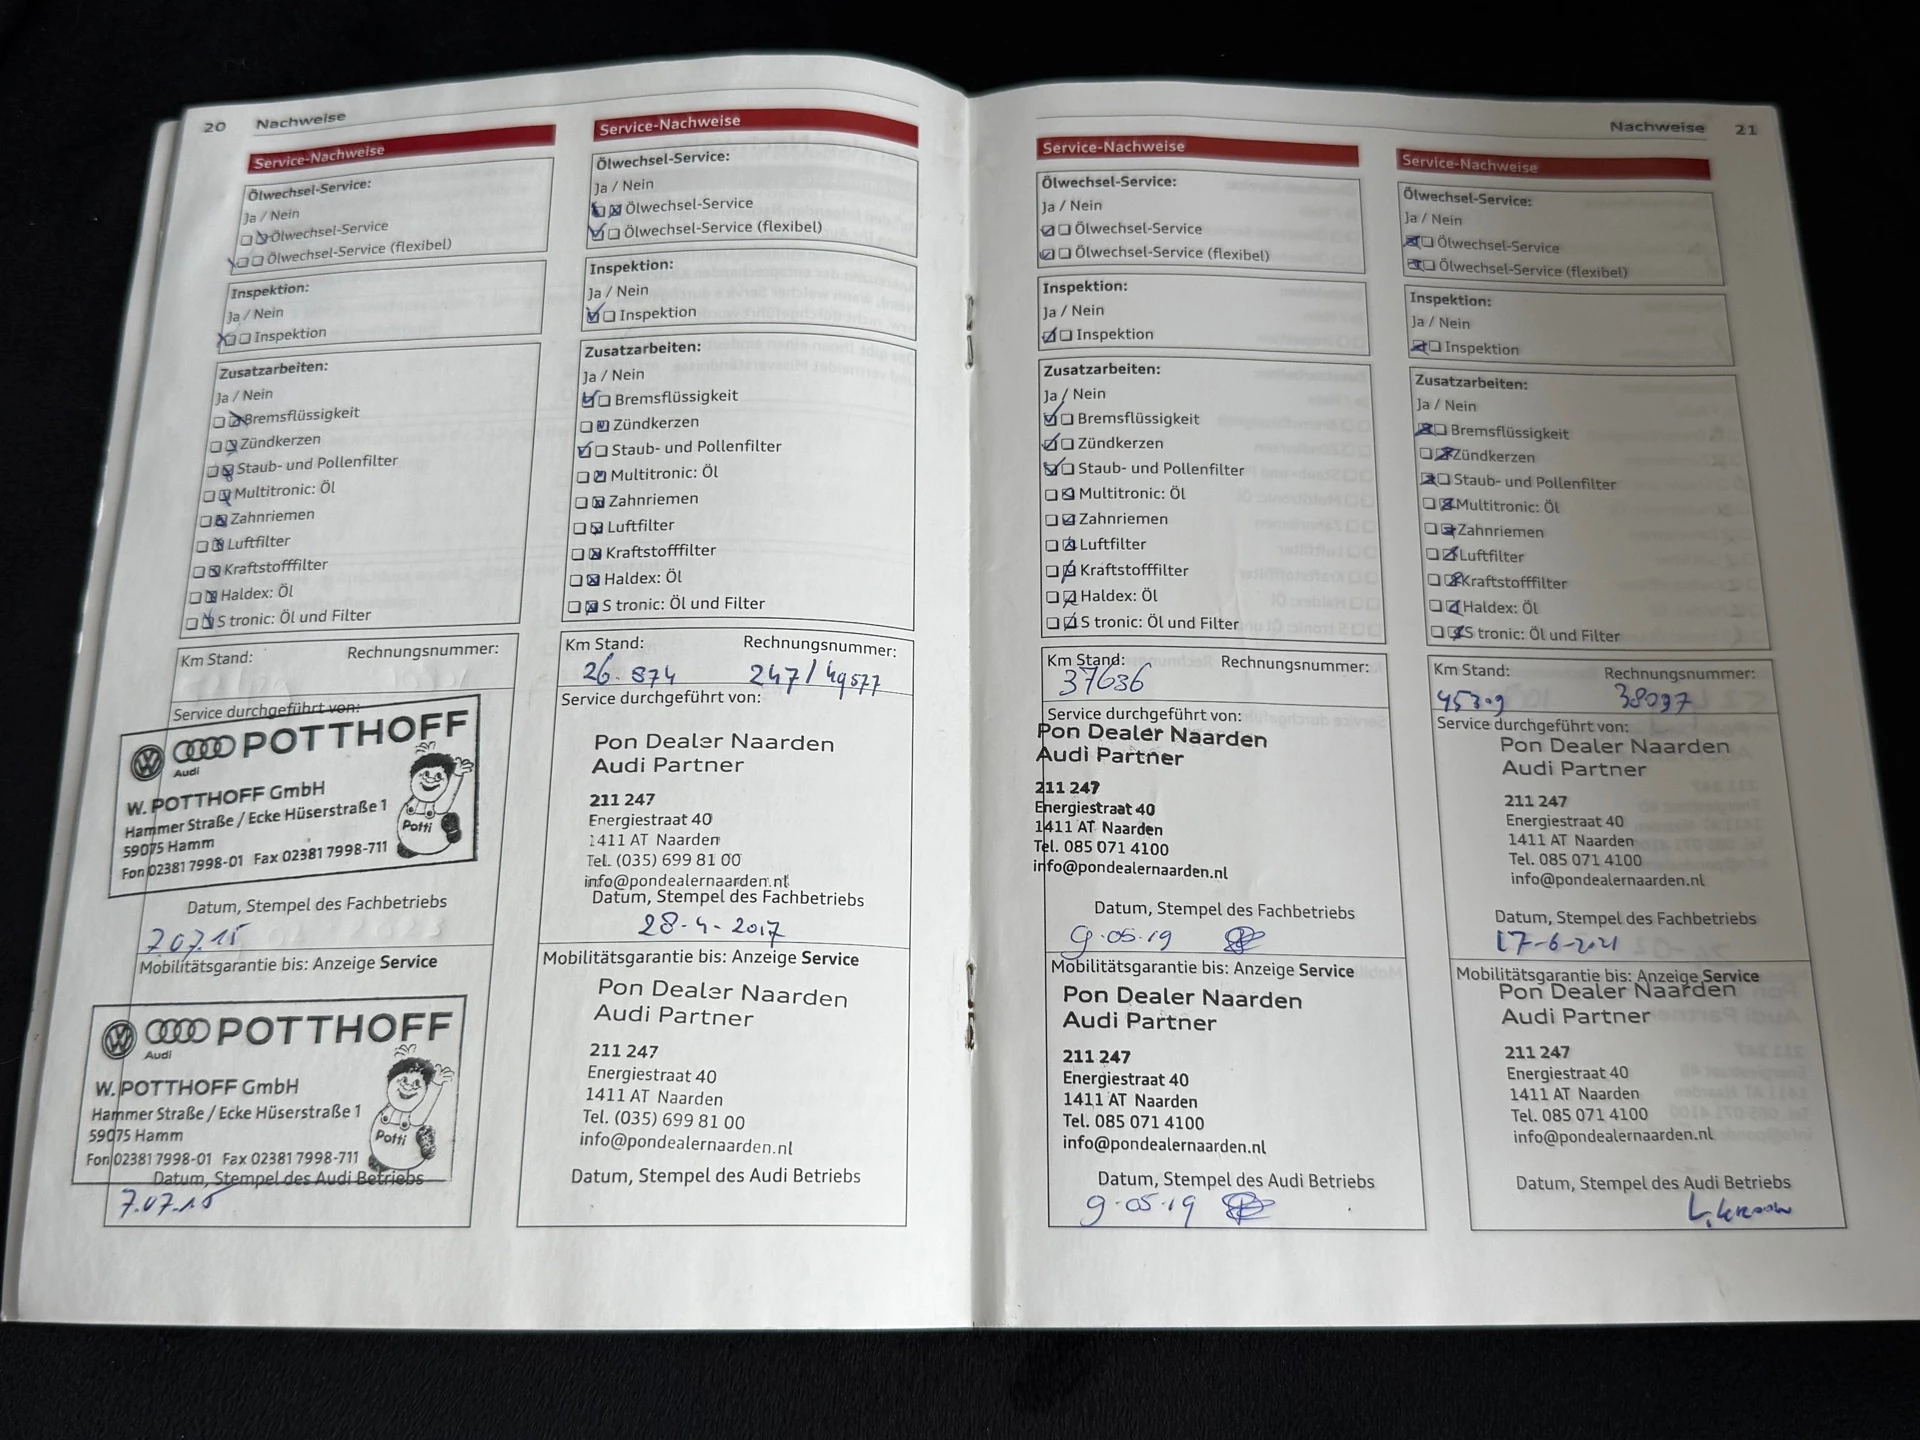 20 Nachweise
Service-Nachweise
Ölwechsel-Service:
Ja / Nein
Ölwechsel-Service
Ölwechsel-Service (flexibel)
Inspektion:
Ja / Nein
Inspektion
Zusatzarbeiten:
Ja / Nein
Bremsflüssigkeit
Zündkerzen
Staub- und Pollenfilter
Multitronic: Öl
Zahnriemen
Luftfilter
Kraftstofffilter
Haldex: Öl
S tronic: Öl und Filter
Km Stand: Rechnungsnummer:
Service durchgeführt von:
POTTHOFF
Audi
W. POTTHOFF GmbH
Hammer Straße / Ecke Hüserstraße 1
59075 Hamm
Fon 02381 7998-01 Fax 02381 7998-711
Potti
Datum, Stempel des Fachbetriebs
7.07.15
Mobilitätsgarantie bis: Anzeige Service
POTTHOFF
Audi
W. POTTHOFF GmbH
Hammer Straße / Ecke Hüserstraße 1
59075 Hamm
Fon 02381 7998-01 Fax 02381 7998-711
Potti
Datum, Stempel des Audi Betriebs
7.07.15
Service-Nachweise
Ölwechsel-Service:
Ja / Nein
Ölwechsel-Service
Ölwechsel-Service (flexibel)
Inspektion:
Ja / Nein
Inspektion
Zusatzarbeiten:
Ja / Nein
Bremsflüssigkeit
Zündkerzen
Staub- und Pollenfilter
Multitronic: Öl
Zahnriemen
Luftfilter
Kraftstofffilter
Haldex: Öl
S tronic: Öl und Filter
Km Stand: Rechnungsnummer:
26.874 247/49577
Service durchgeführt von:
Pon Dealer Naarden
Audi Partner
211 247
Energiestraat 40
1411 AT Naarden
Tel. (035) 699 81 00
info@pondealernaarden.nl
Datum, Stempel des Fachbetriebs
28-4-2017
Mobilitätsgarantie bis: Anzeige Service
Pon Dealer Naarden
Audi Partner
211 247
Energiestraat 40
1411 AT Naarden
Tel. (035) 699 81 00
info@pondealernaarden.nl
Datum, Stempel des Audi Betriebs
Nachweise 21
Service-Nachweise
Ölwechsel-Service:
Ja / Nein
Ölwechsel-Service
Ölwechsel-Service (flexibel)
Inspektion:
Ja / Nein
Inspektion
Zusatzarbeiten:
Ja / Nein
Bremsflüssigkeit
Zündkerzen
Staub- und Pollenfilter
Multitronic: Öl
Zahnriemen
Luftfilter
Kraftstofffilter
Haldex: Öl
S tronic: Öl und Filter
Km Stand: Rechnungsnummer:
37636
Service durchgeführt von:
Pon Dealer Naarden
Audi Partner
211 247
Energiestraat 40
1411 AT Naarden
Tel. 085 071 4100
info@pondealernaarden.nl
Datum, Stempel des Fachbetriebs
9.05.19
Mobilitätsgarantie bis: Anzeige Service
Pon Dealer Naarden
Audi Partner
211 247
Energiestraat 40
1411 AT Naarden
Tel. 085 071 4100
info@pondealernaarden.nl
Datum, Stempel des Audi Betriebs
9.05.19
Service-Nachweise
Ölwechsel-Service:
Ja / Nein
Ölwechsel-Service
Ölwechsel-Service (flexibel)
Inspektion:
Ja / Nein
Inspektion
Zusatzarbeiten:
Ja / Nein
Bremsflüssigkeit
Zündkerzen
Staub- und Pollenfilter
Multitronic: Öl
Zahnriemen
Luftfilter
Kraftstofffilter
Haldex: Öl
S tronic: Öl und Filter
Km Stand: Rechnungsnummer:
45309 38097
Service durchgeführt von:
Pon Dealer Naarden
Audi Partner
211 247
Energiestraat 40
1411 AT Naarden
Tel. 085 071 4100
info@pondealernaarden.nl
Datum, Stempel des Fachbetriebs
17-6-2021
Mobilitätsgarantie bis: Anzeige Service
Pon Dealer Naarden
Audi Partner
211 247
Energiestraat 40
1411 AT Naarden
Tel. 085 071 4100
info@pondealernaarden.nl
Datum, Stempel des Audi Betriebs